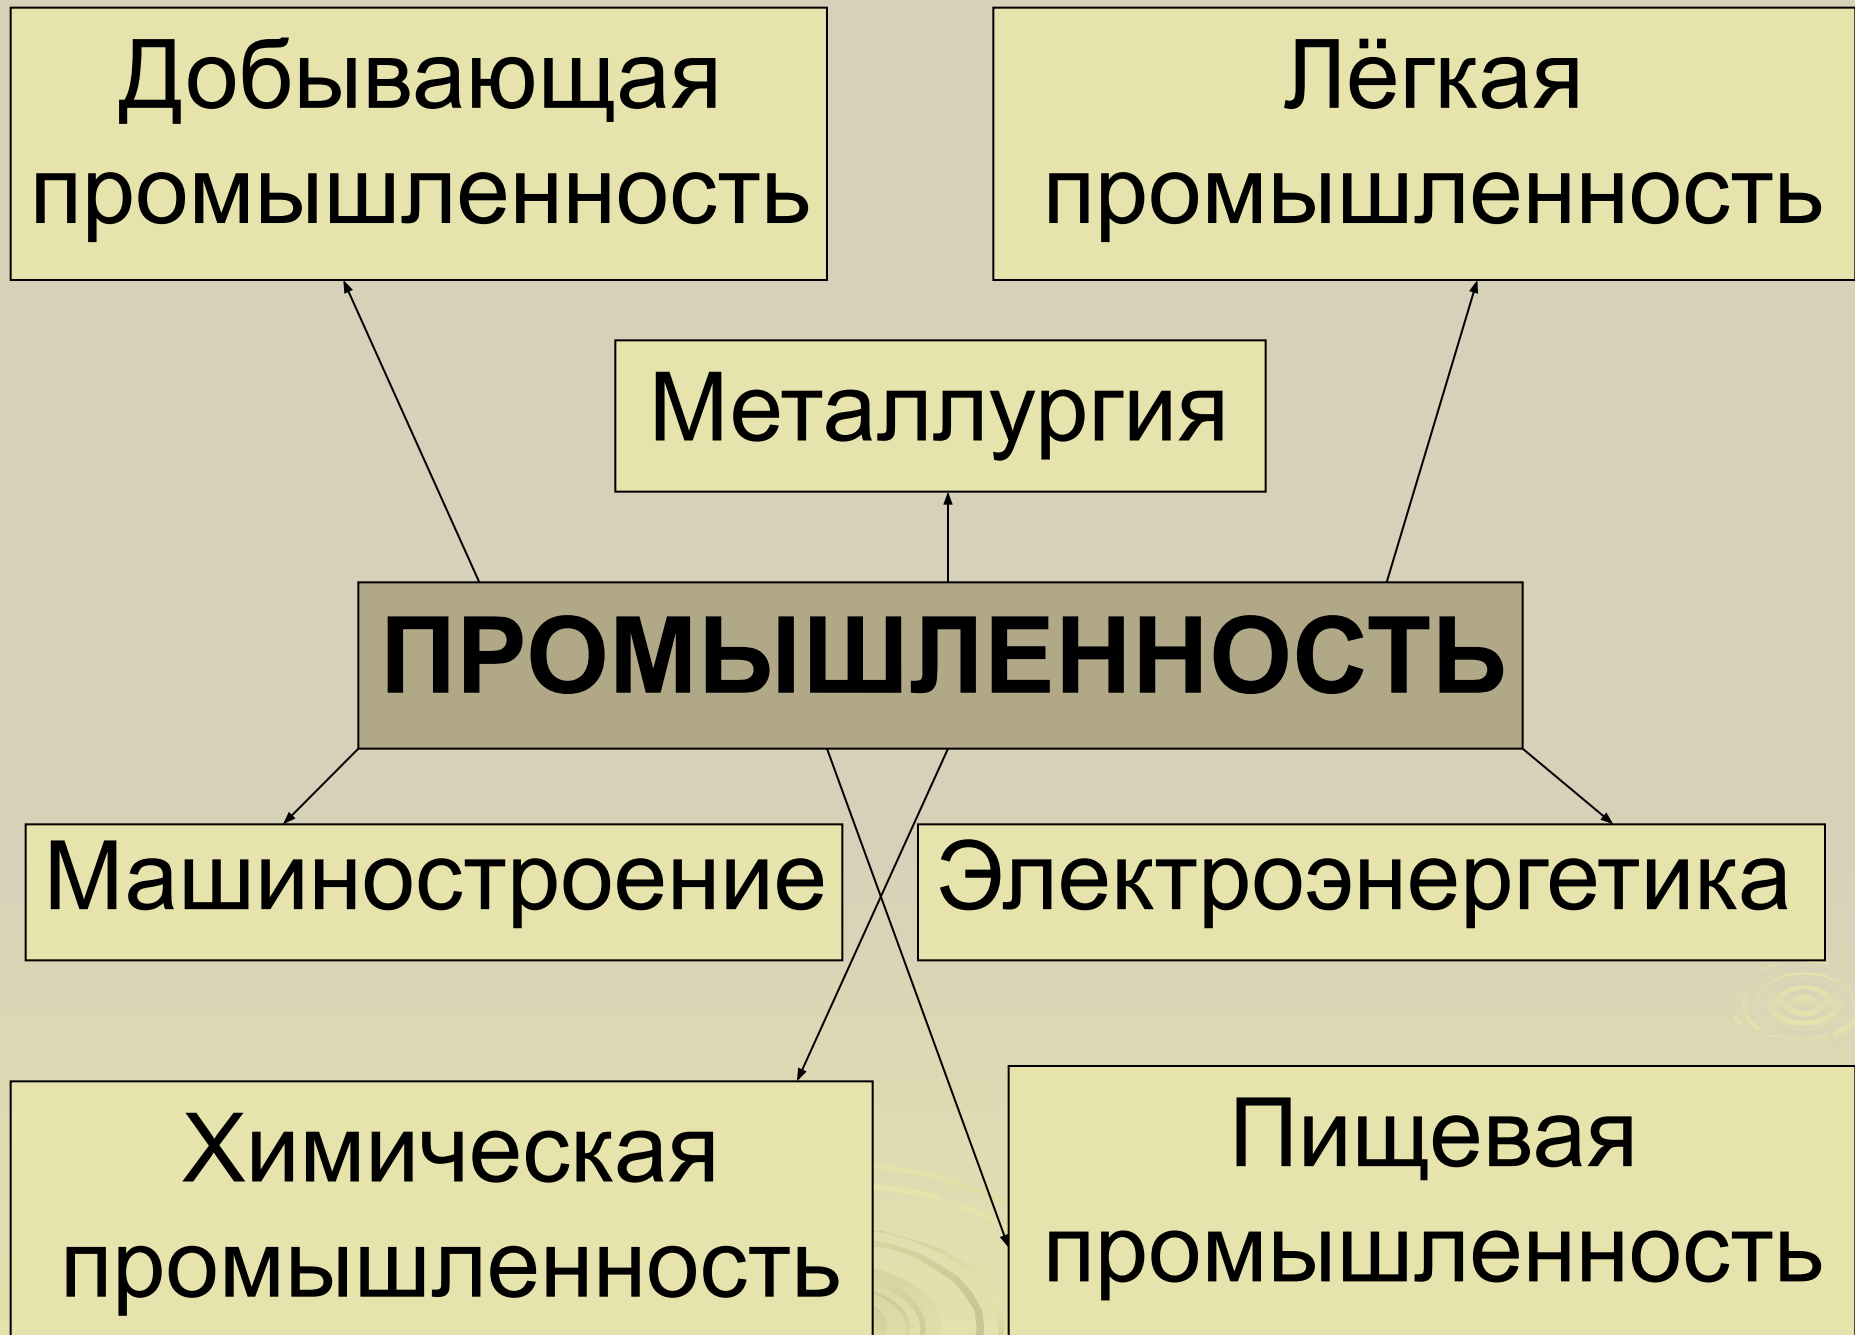 Добывающая
промышленность
Лёгкая
промышленность
Металлургия
ПРОМЫШЛЕННОСТЬ
Машиностроение
Электроэнергетика
Химическая
промышленность
Пищевая
промышленность